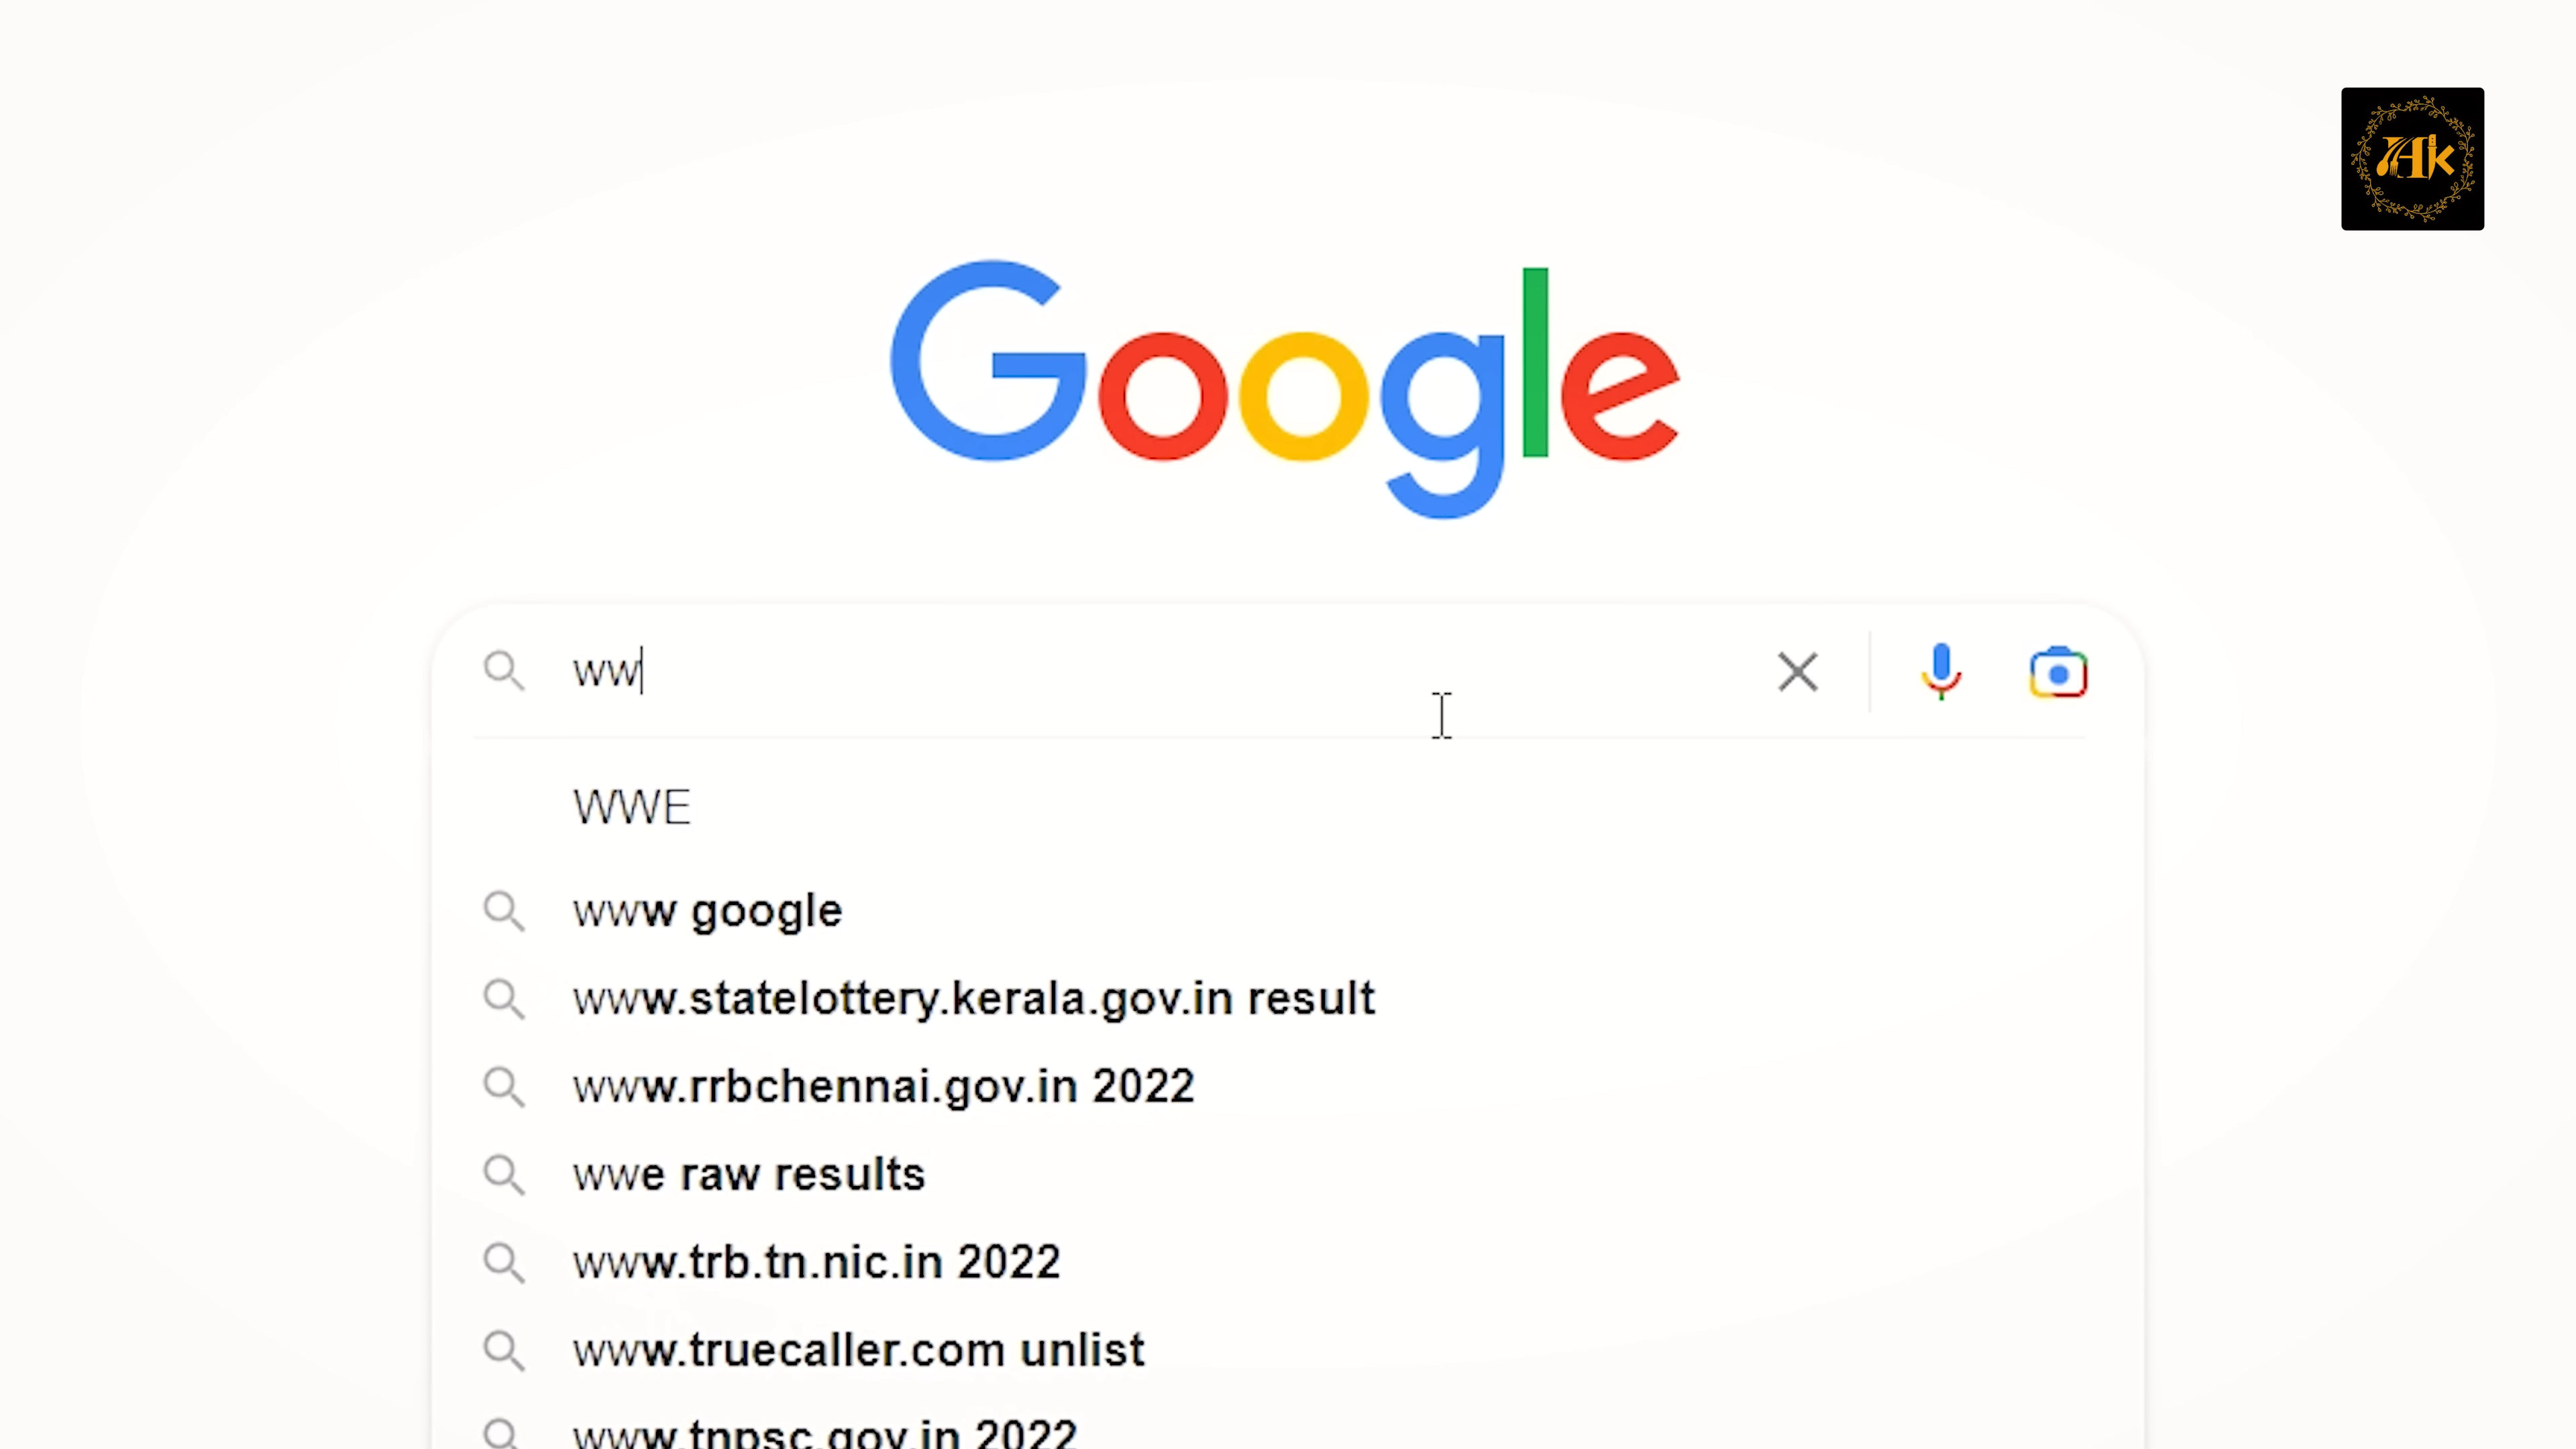 Ak
Google
ww
WWE
www google
www.statelottery.kerala.gov.in result
www.rrbchennai.gov.in 2022
wwe raw results
www.trb.tn.nic.in 2022
www.truecaller.com unlist
www.tnpsc.gov.in 2022